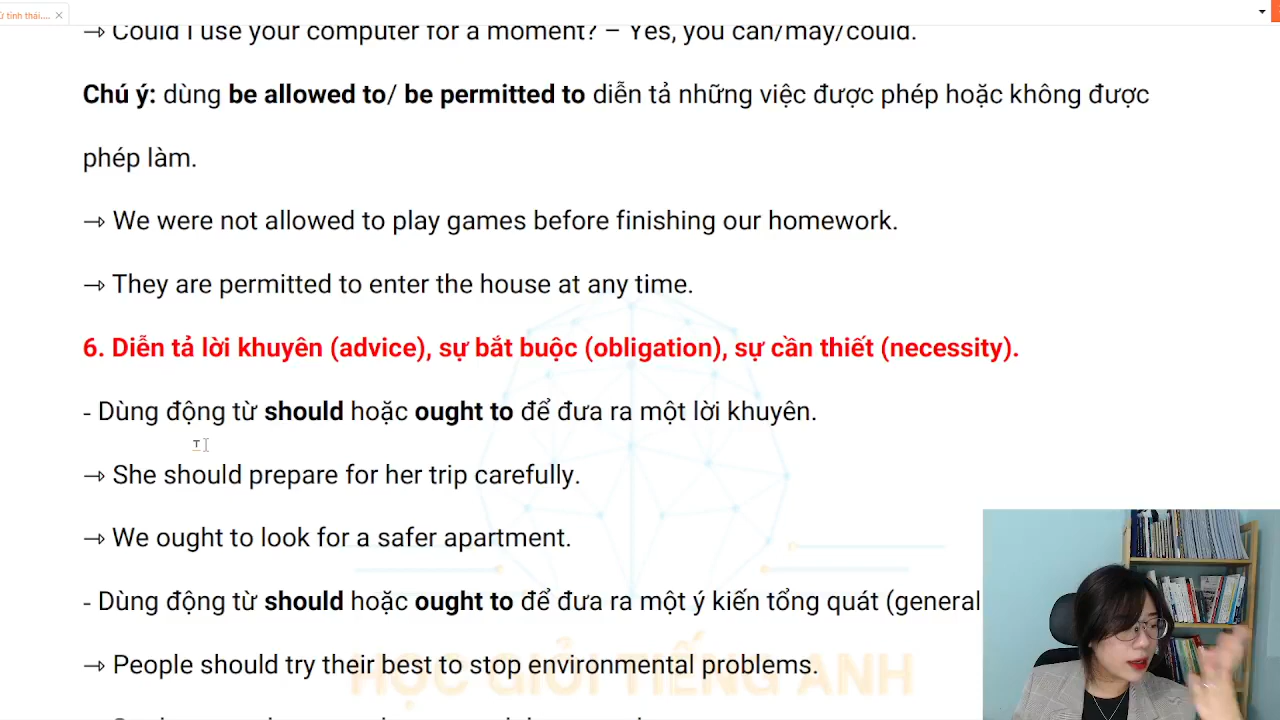 ừ tình thái....
→ Could I use your computer for a moment? – Yes, you can/may/could.
Chú ý: dùng be allowed to/ be permitted to diễn tả những việc được phép hoặc không được
phép làm.
→ We were not allowed to play games before finishing our homework.
→ They are permitted to enter the house at any time.
6. Diễn tả lời khuyên (advice), sự bắt buộc (obligation), sự cần thiết (necessity).
- Dùng động từ should hoặc ought to để đưa ra một lời khuyên.
→ She should prepare for her trip carefully.
→ We ought to look for a safer apartment.
- Dùng động từ should hoặc ought to để đưa ra một ý kiến tổng quát (general
→ People should try their best to stop environmental problems.
HỌC GIỎI TIẾNG ANH